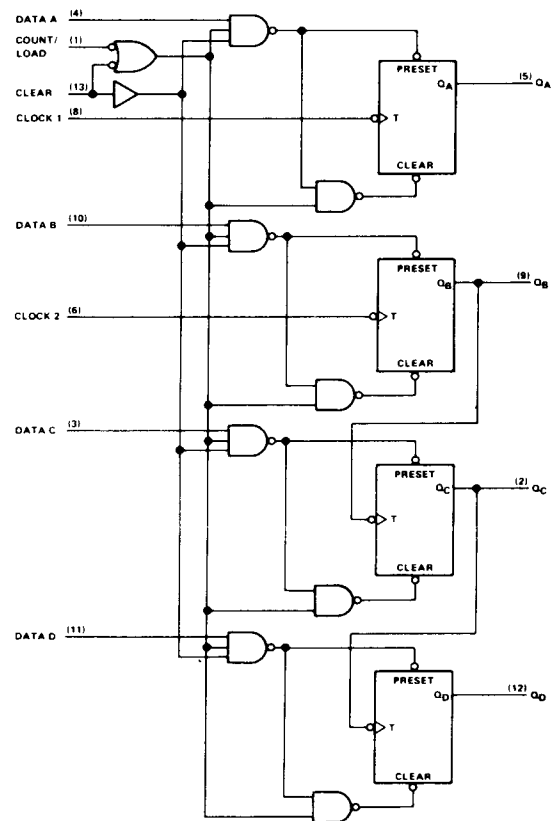 DATA A (4)
COUNT/ (1)
LOAD
CLEAR (13)
CLOCK 1 (8)
PRESET
QA (5) QA
T
CLEAR
DATA B (10)
PRESET
QB (9) QB
CLOCK 2 (6)
T
CLEAR
DATA C (3)
PRESET
QC (2) QC
T
CLEAR
DATA D (11)
PRESET
QD (12) QD
T
CLEAR